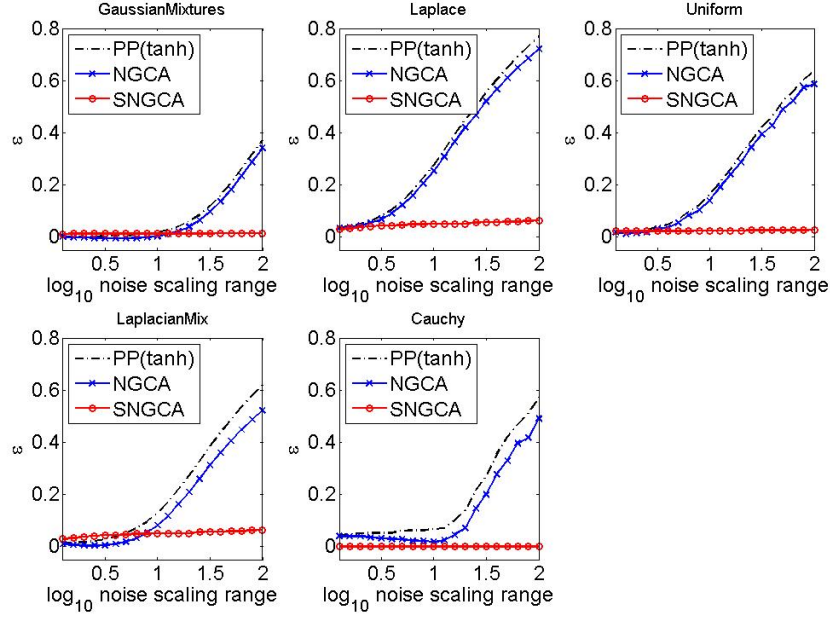 GaussianMixtures
0.8
0.6
0.4
0.2
0
ε
PP(tanh)
NGCA
SNGCA
0.5 1 1.5 2
log10 noise scaling range
Laplace
0.8
0.6
0.4
0.2
0
ε
PP(tanh)
NGCA
SNGCA
0.5 1 1.5 2
log10 noise scaling range
Uniform
0.8
0.6
0.4
0.2
0
ε
PP(tanh)
NGCA
SNGCA
0.5 1 1.5 2
log10 noise scaling range
LaplacianMix
0.8
0.6
0.4
0.2
0
ε
PP(tanh)
NGCA
SNGCA
0.5 1 1.5 2
log10 noise scaling range
Cauchy
0.8
0.6
0.4
0.2
0
ε
PP(tanh)
NGCA
SNGCA
0.5 1 1.5 2
log10 noise scaling range